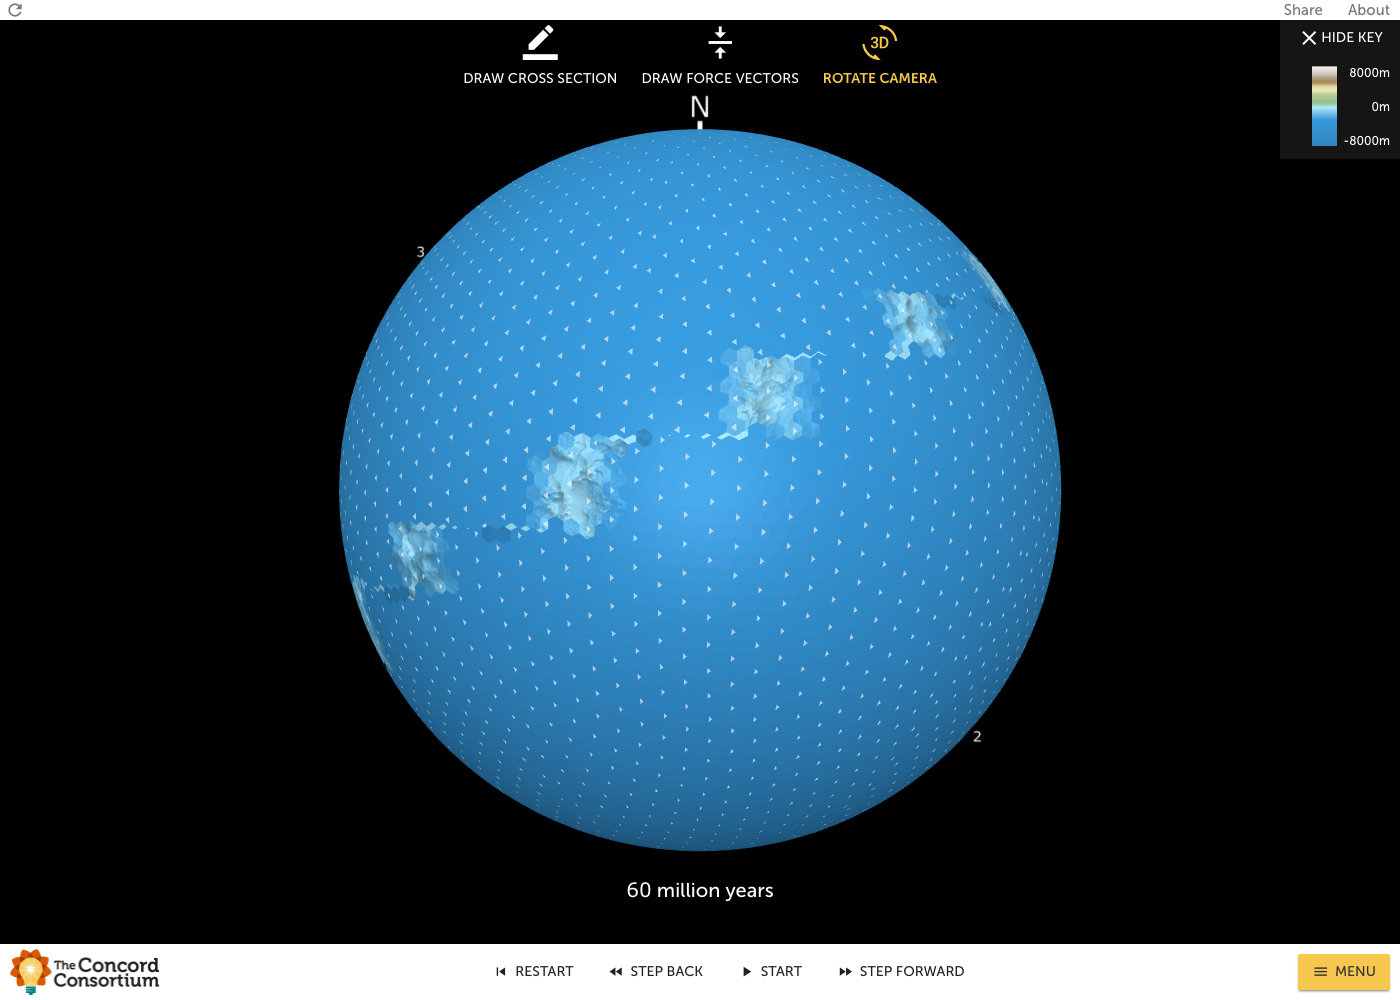 Share About
HIDE KEY
8000m
0m
-8000m
DRAW CROSS SECTION DRAW FORCE VECTORS ROTATE CAMERA
3D
N
3
2
60 million years
The Concord Consortium
RESTART STEP BACK START STEP FORWARD
MENU